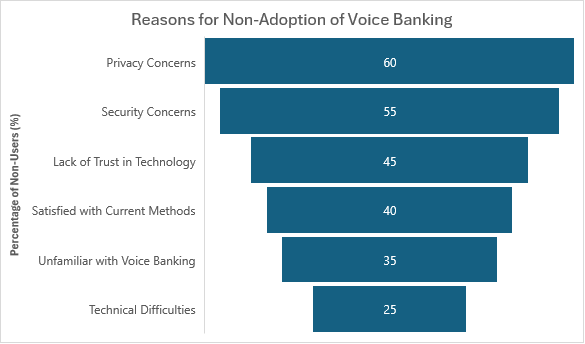 Reasons for Non-Adoption of Voice Banking
Percentage of Non-Users (%)
Privacy Concerns 60
Security Concerns 55
Lack of Trust in Technology 45
Satisfied with Current Methods 40
Unfamiliar with Voice Banking 35
Technical Difficulties 25